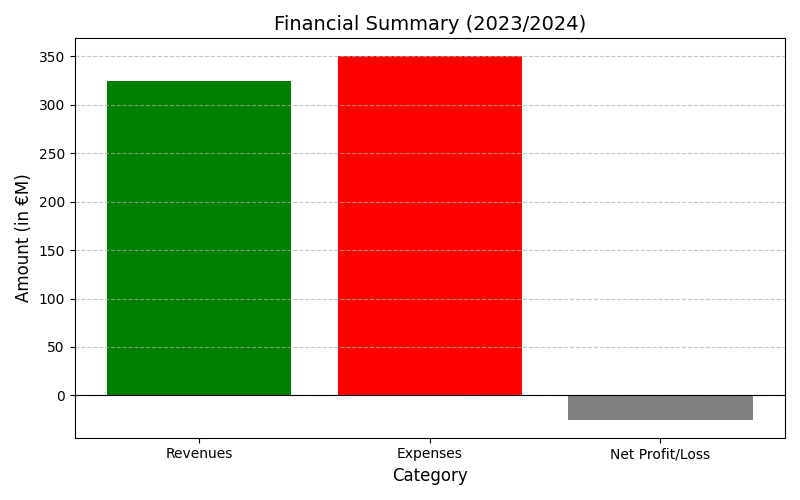 Financial Summary (2023/2024)
Amount (in €M)
350
300
250
200
150
100
50
0
Revenues
Expenses
Net Profit/Loss
Category